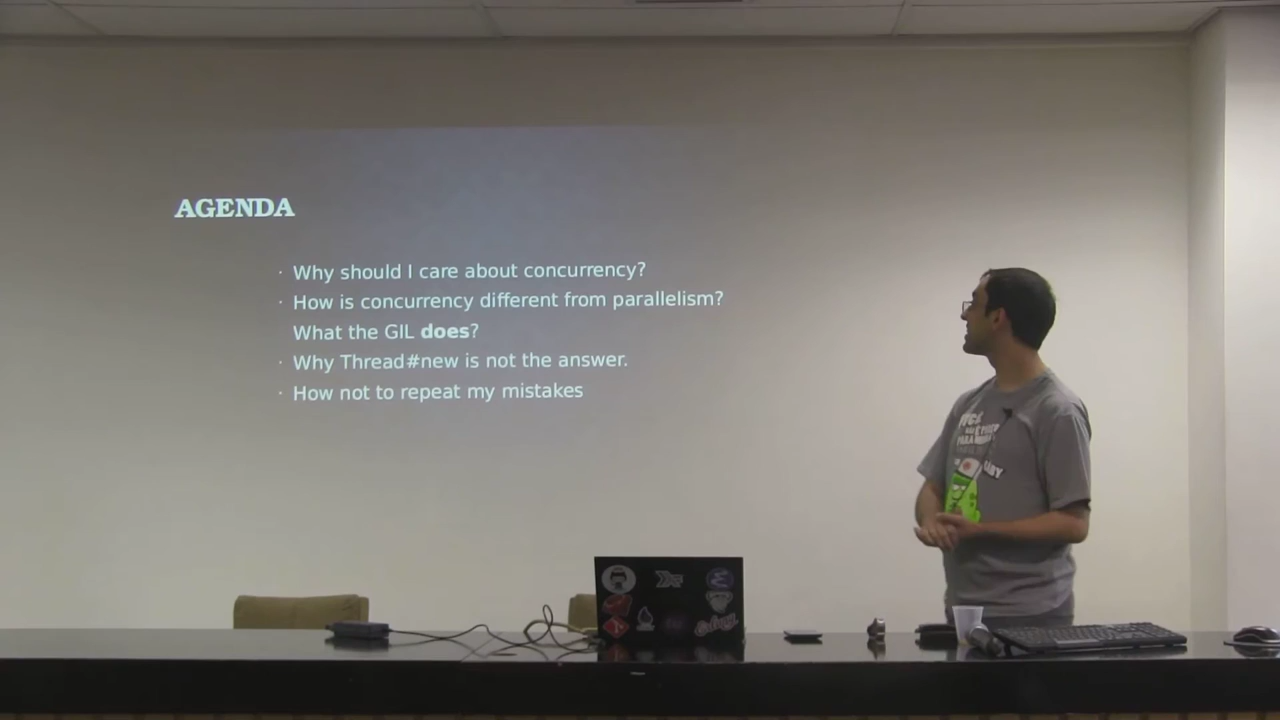 AGENDA
· Why should I care about concurrency?
· How is concurrency different from parallelism?
What the GIL does?
· Why Thread#new is not the answer.
· How not to repeat my mistakes